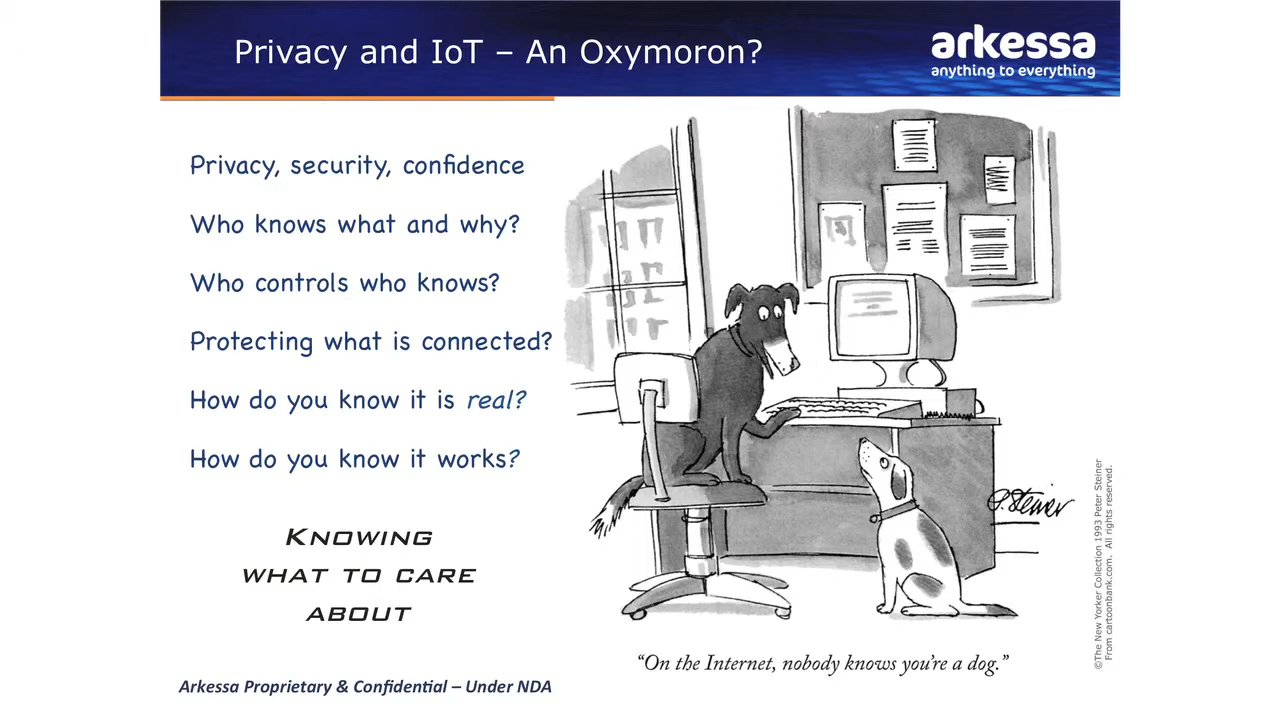 Privacy and IoT – An Oxymoron?
arkessa
anything to everything
Privacy, security, confidence
Who knows what and why?
Who controls who knows?
Protecting what is connected?
How do you know it is real?
How do you know it works?
KNOWING
WHAT TO CARE
ABOUT
P. Steiner
“On the Internet, nobody knows you’re a dog.”
©The New Yorker Collection 1993 Peter Steiner
From cartoonbank.com. All rights reserved.
Arkessa Proprietary & Confidential – Under NDA